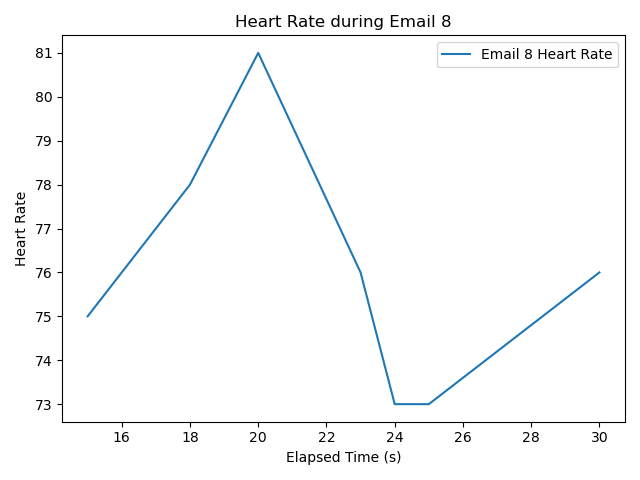 Heart Rate during Email 8
Email 8 Heart Rate
81
80
79
78
77
76
75
74
73
Heart Rate
16 18 20 22 24 26 28 30
Elapsed Time (s)